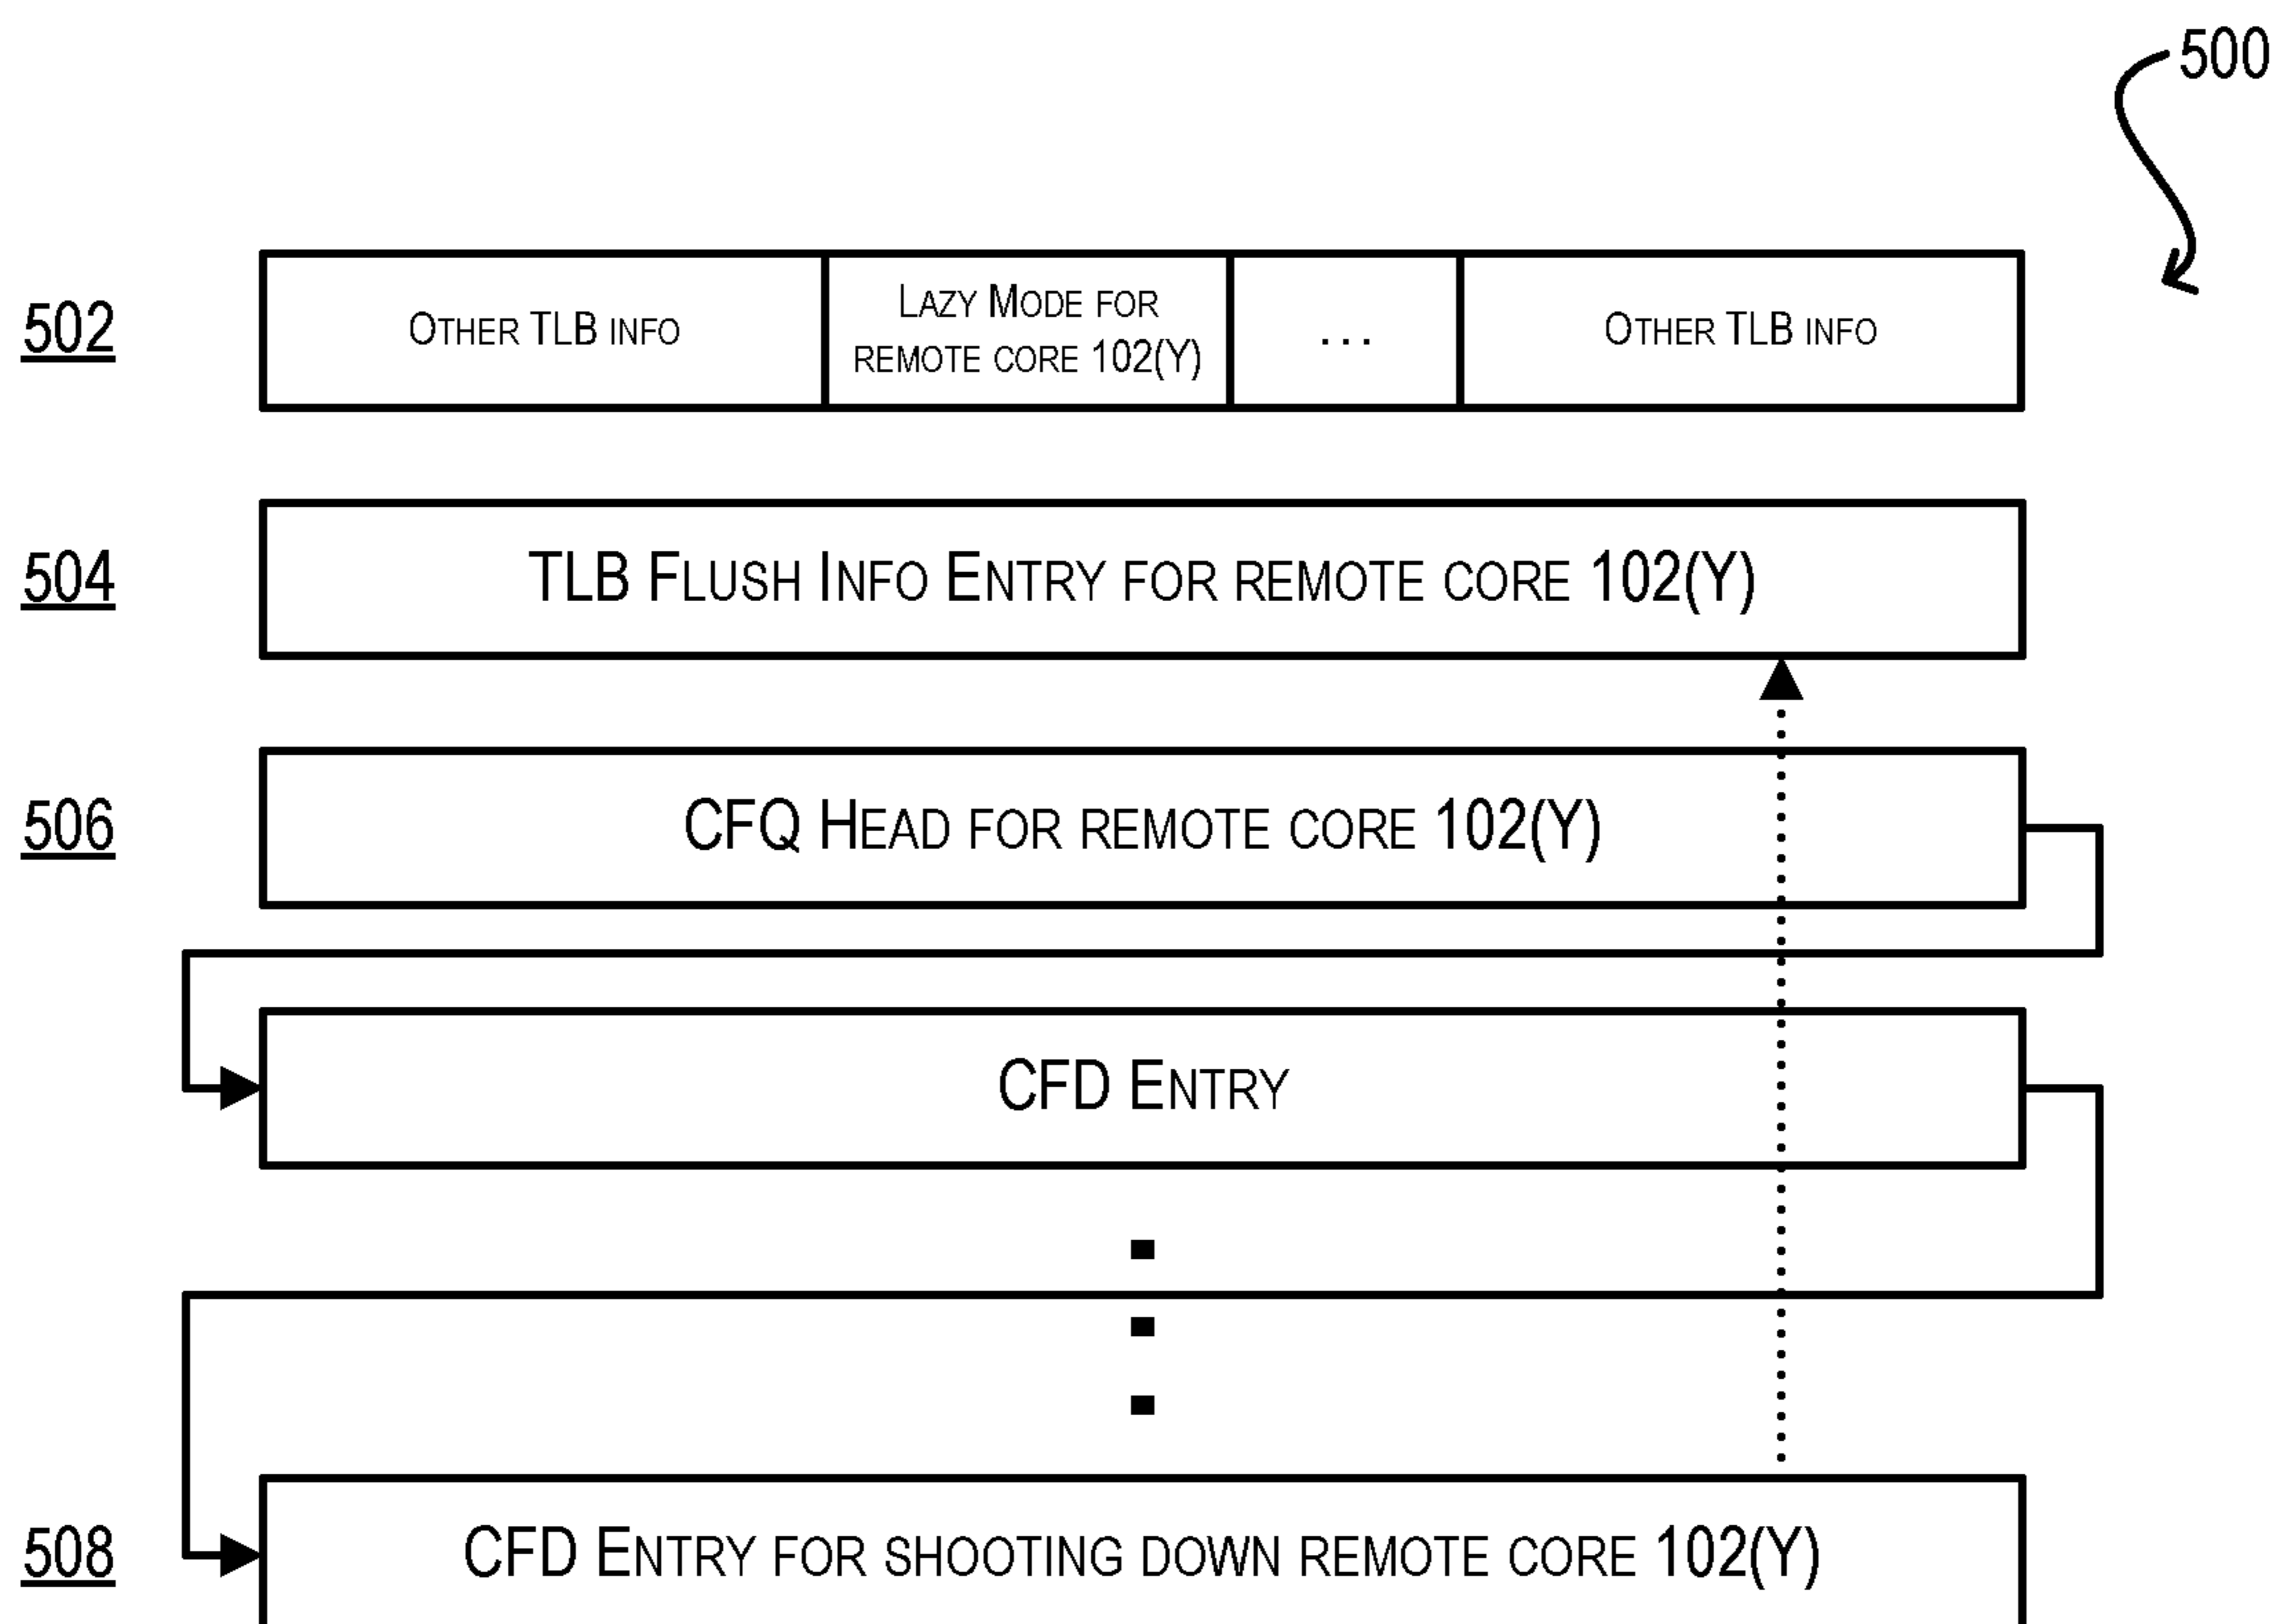 500
502
Other TLB info
Lazy Mode for
remote core 102(Y)
...
Other TLB info
504
TLB Flush Info Entry for remote core 102(Y)
506
CFQ Head for remote core 102(Y)
CFD Entry
508
CFD Entry for shooting down remote core 102(Y)